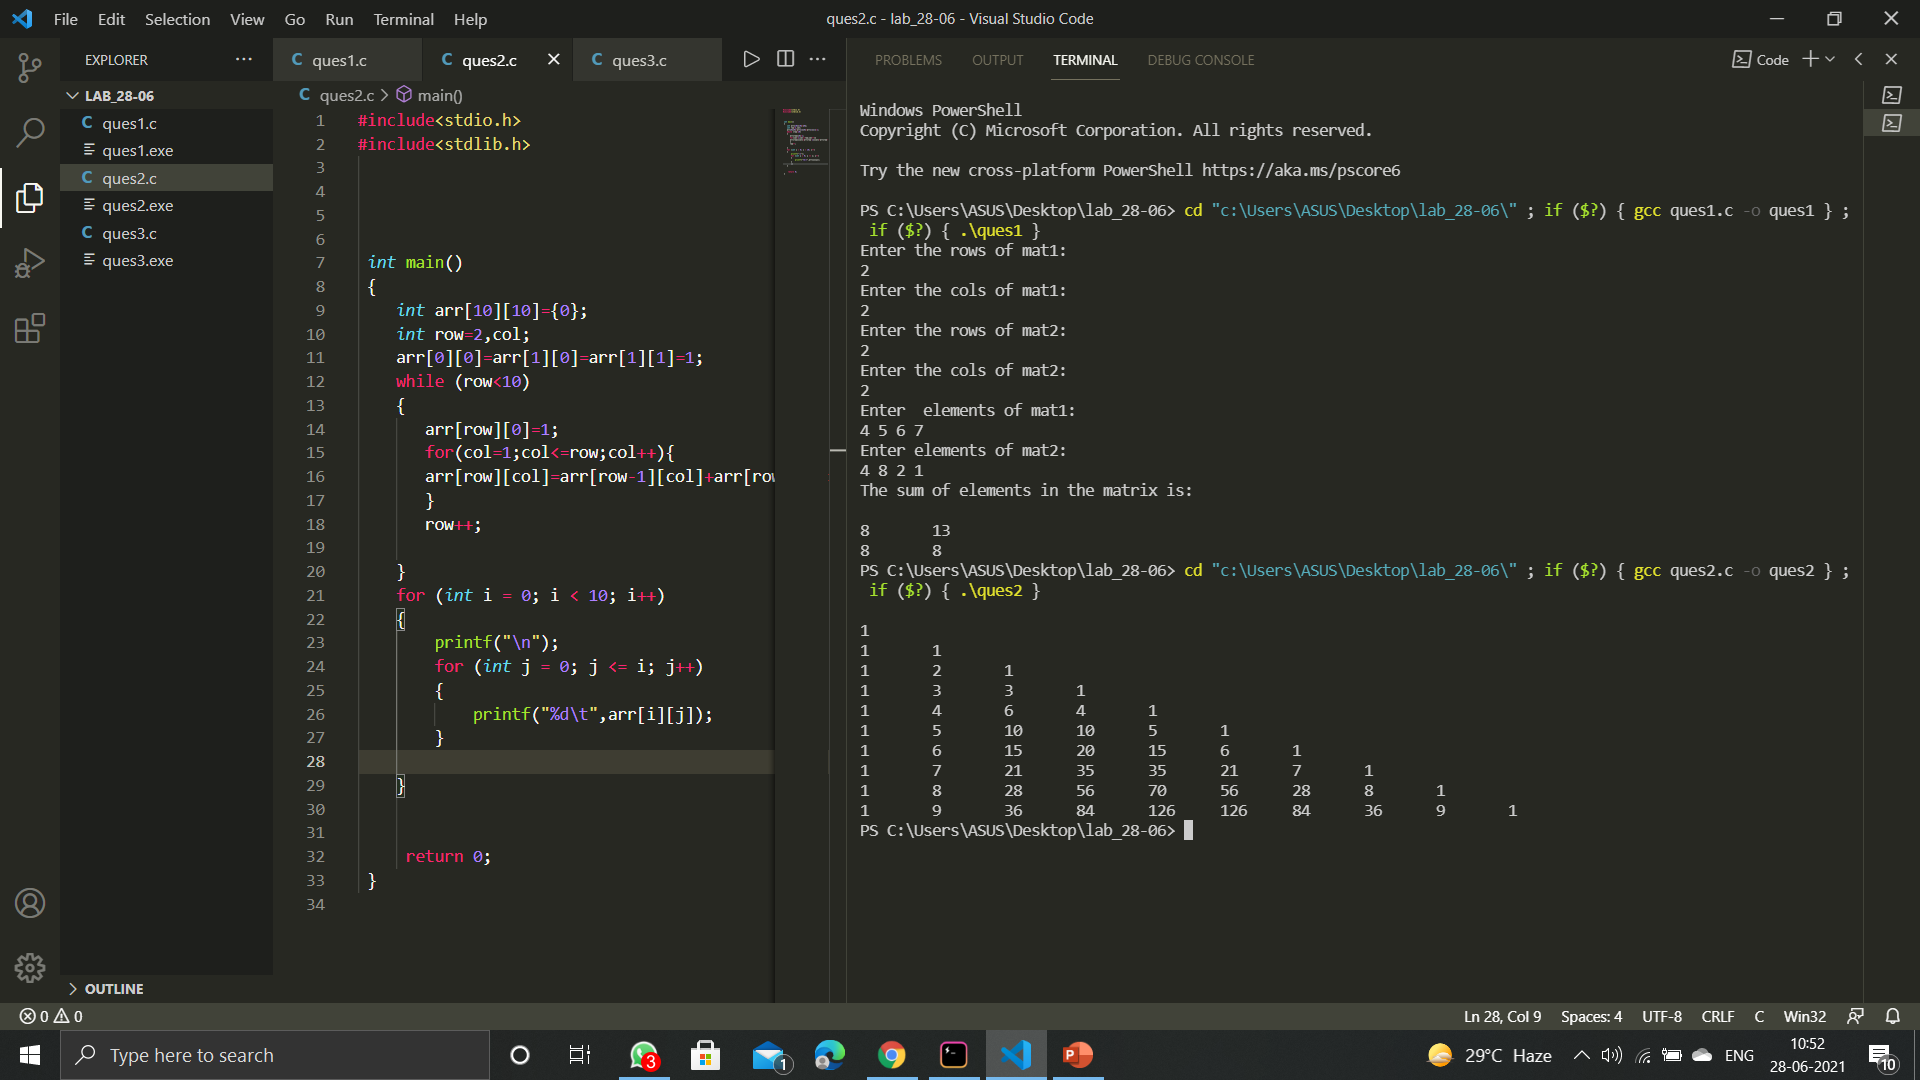 File Edit Selection View Go Run Terminal Help
ques2.c - lab_28-06 - Visual Studio Code
EXPLORER
LAB_28-06
ques1.c
ques1.exe
ques2.c
ques2.exe
ques3.c
ques3.exe
OUTLINE
C ques1.c
C ques2.c
C ques3.c
C ques2.c > main()
1 #include<stdio.h>
2 #include<stdlib.h>
3
4
5
6
7 int main()
8 {
9 int arr[10][10]={0};
10 int row=2,col;
11 arr[0][0]=arr[1][0]=arr[1][1]=1;
12 while (row<10)
13 {
14 arr[row][0]=1;
15 for(col=1;col<=row;col++){
16 arr[row][col]=arr[row-1][col]+arr[row
17 }
18 row++;
19
20 }
21 for (int i = 0; i < 10; i++)
22 {
23 printf("\n");
24 for (int j = 0; j <= i; j++)
25 {
26 printf("%d\t",arr[i][j]);
27 }
28
29 }
30
31
32 return 0;
33 }
34
PROBLEMS OUTPUT TERMINAL DEBUG CONSOLE
Code
Windows PowerShell
Copyright (C) Microsoft Corporation. All rights reserved.
Try the new cross-platform PowerShell https://aka.ms/pscore6
PS C:\Users\ASUS\Desktop\lab_28-06> cd "c:\Users\ASUS\Desktop\lab_28-06\" ; if ($?) { gcc ques1.c -o ques1 } ;
if ($?) { .\ques1 }
Enter the rows of mat1:
2
Enter the cols of mat1:
2
Enter the rows of mat2:
2
Enter the cols of mat2:
2
Enter  elements of mat1:
4 5 6 7
Enter elements of mat2:
4 8 2 1
The sum of elements in the matrix is:
8 13
8 8
PS C:\Users\ASUS\Desktop\lab_28-06> cd "c:\Users\ASUS\Desktop\lab_28-06\" ; if ($?) { gcc ques2.c -o ques2 } ;
if ($?) { .\ques2 }
1
1 1
1 2 1
1 3 3 1
1 4 6 4 1
1 5 10 10 5 1
1 6 15 20 15 6 1
1 7 21 35 35 21 7 1
1 8 28 56 70 56 28 8 1
1 9 36 84 126 126 84 36 9 1
PS C:\Users\ASUS\Desktop\lab_28-06>
0 0
Ln 28, Col 9 Spaces: 4 UTF-8 CRLF C Win32
Type here to search
3
1
29°C Haze
ENG
10:52
28-06-2021
10